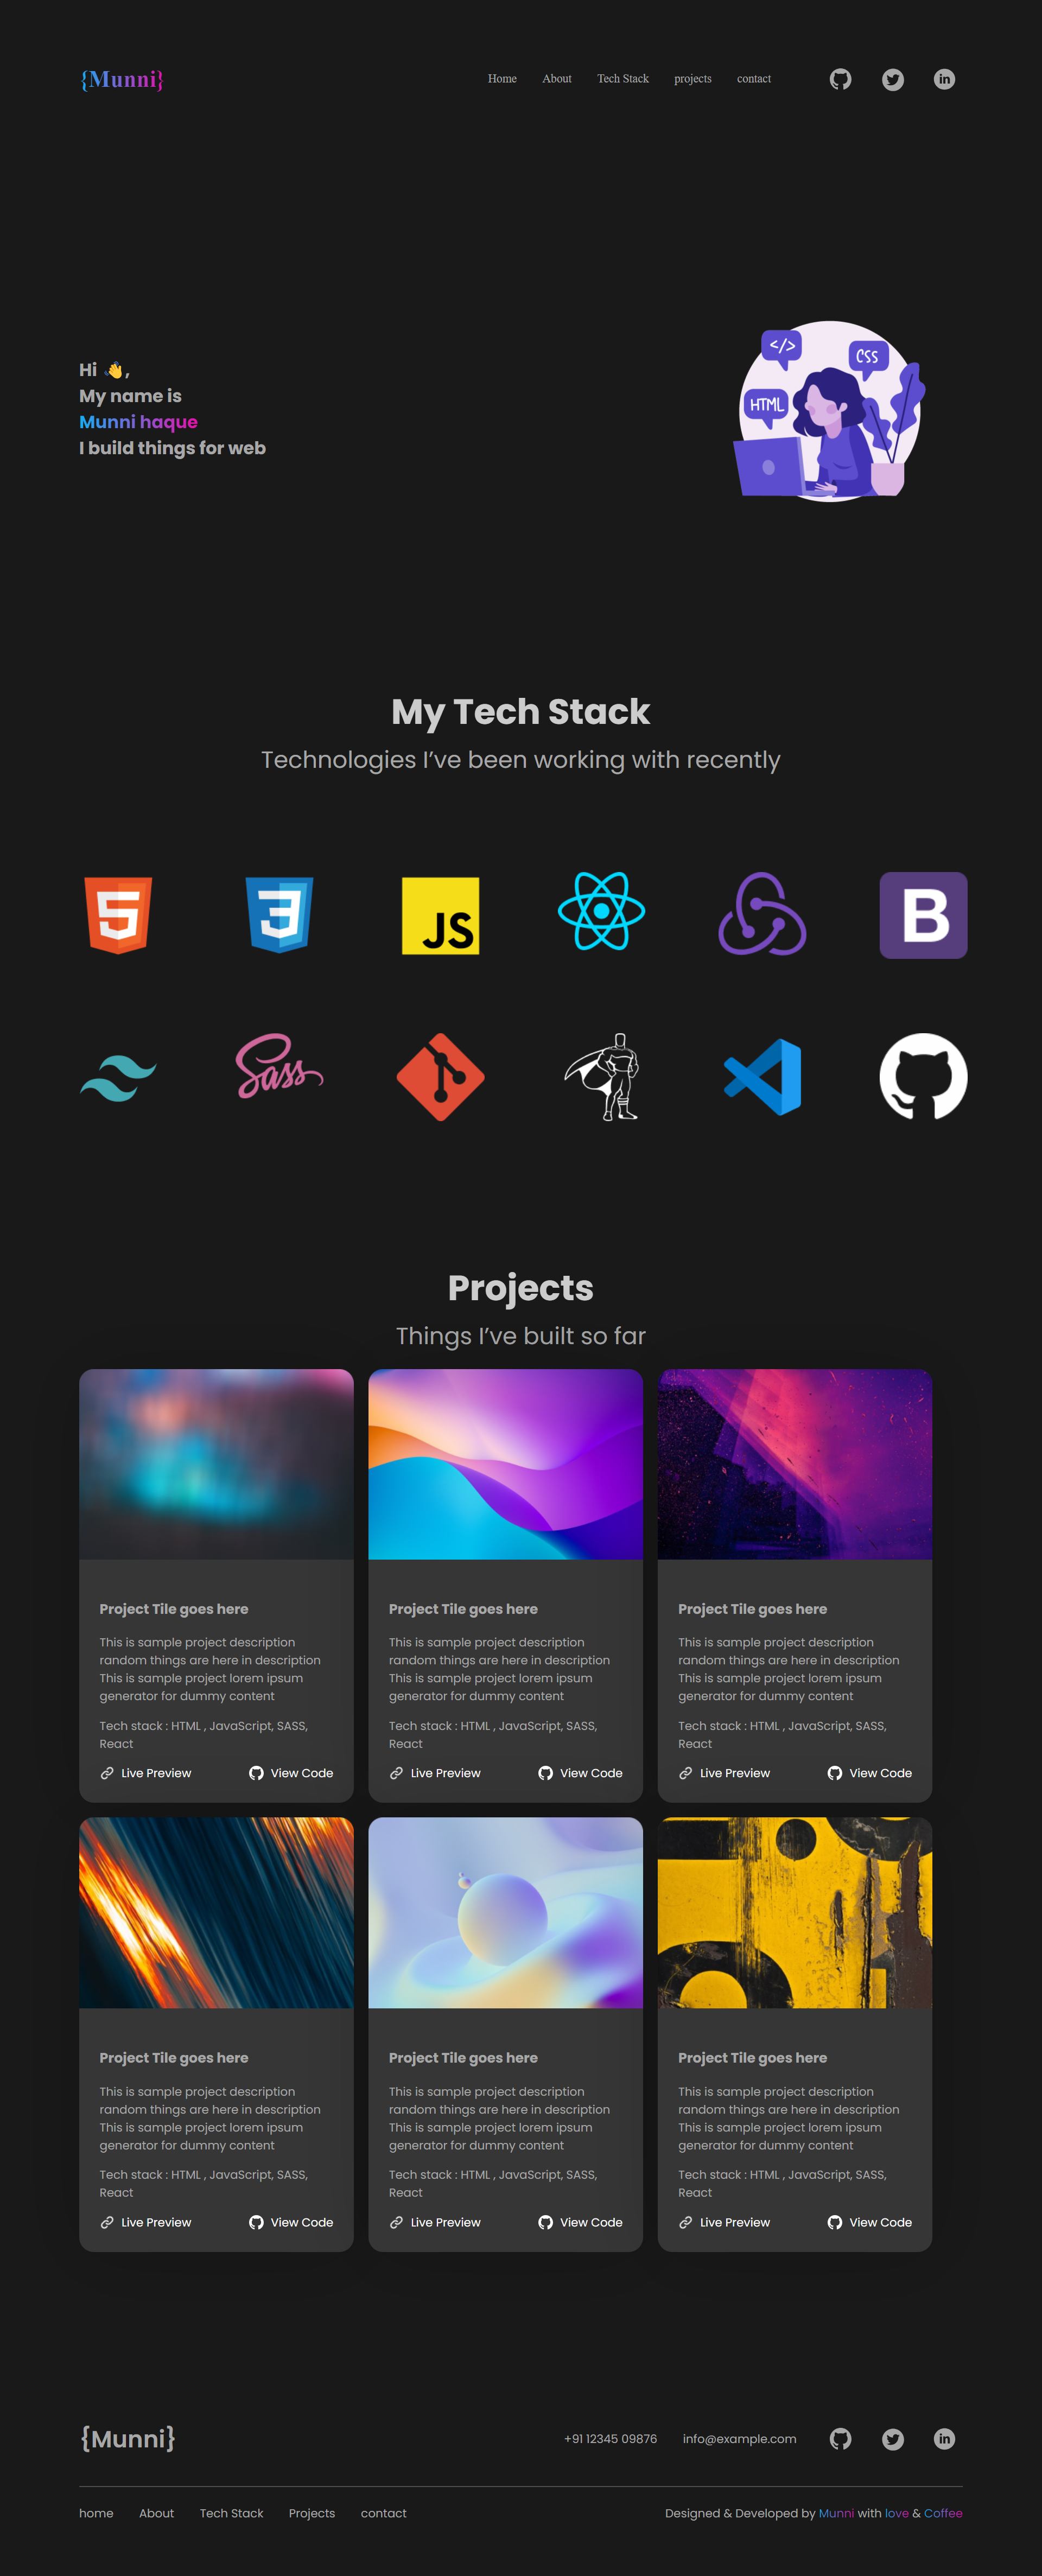 {Munni}
Home About Tech Stack projects contact
Hi 👋,
My name is
Munni haque
I build things for web
</>
CSS
HTML
My Tech Stack
Technologies I’ve been working with recently
5
3
JS
B
Sass
Projects
Things I’ve built so far
Project Tile goes here
This is sample project description
random things are here in description
This is sample project lorem ipsum
generator for dummy content
Tech stack : HTML , JavaScript, SASS,
React
Live Preview View Code
Project Tile goes here
This is sample project description
random things are here in description
This is sample project lorem ipsum
generator for dummy content
Tech stack : HTML , JavaScript, SASS,
React
Live Preview View Code
Project Tile goes here
This is sample project description
random things are here in description
This is sample project lorem ipsum
generator for dummy content
Tech stack : HTML , JavaScript, SASS,
React
Live Preview View Code
Project Tile goes here
This is sample project description
random things are here in description
This is sample project lorem ipsum
generator for dummy content
Tech stack : HTML , JavaScript, SASS,
React
Live Preview View Code
Project Tile goes here
This is sample project description
random things are here in description
This is sample project lorem ipsum
generator for dummy content
Tech stack : HTML , JavaScript, SASS,
React
Live Preview View Code
Project Tile goes here
This is sample project description
random things are here in description
This is sample project lorem ipsum
generator for dummy content
Tech stack : HTML , JavaScript, SASS,
React
Live Preview View Code
{Munni}
+91 12345 09876 info@example.com in
home About Tech Stack Projects contact
Designed & Developed by Munni with love & Coffee